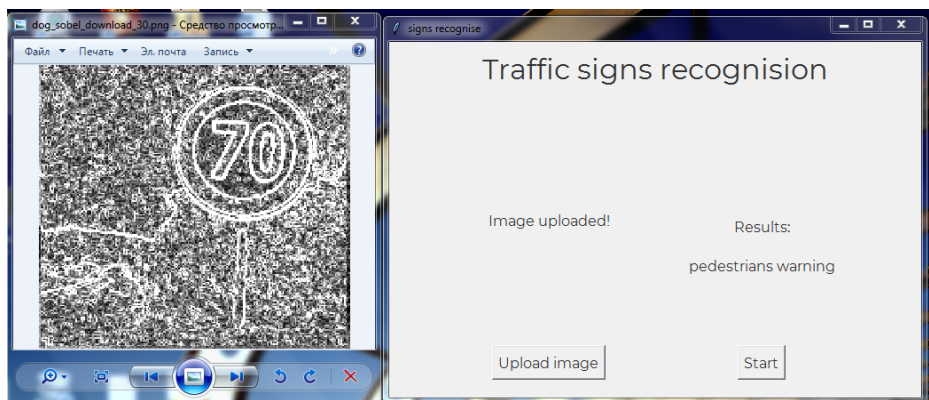 dog_sobel_download_30.png - Средство просмотр...
Файл Печать Эл. почта Запись
70
signs recognise
Traffic signs recognision
Image uploaded!
Results:
pedestrians warning
Upload image
Start